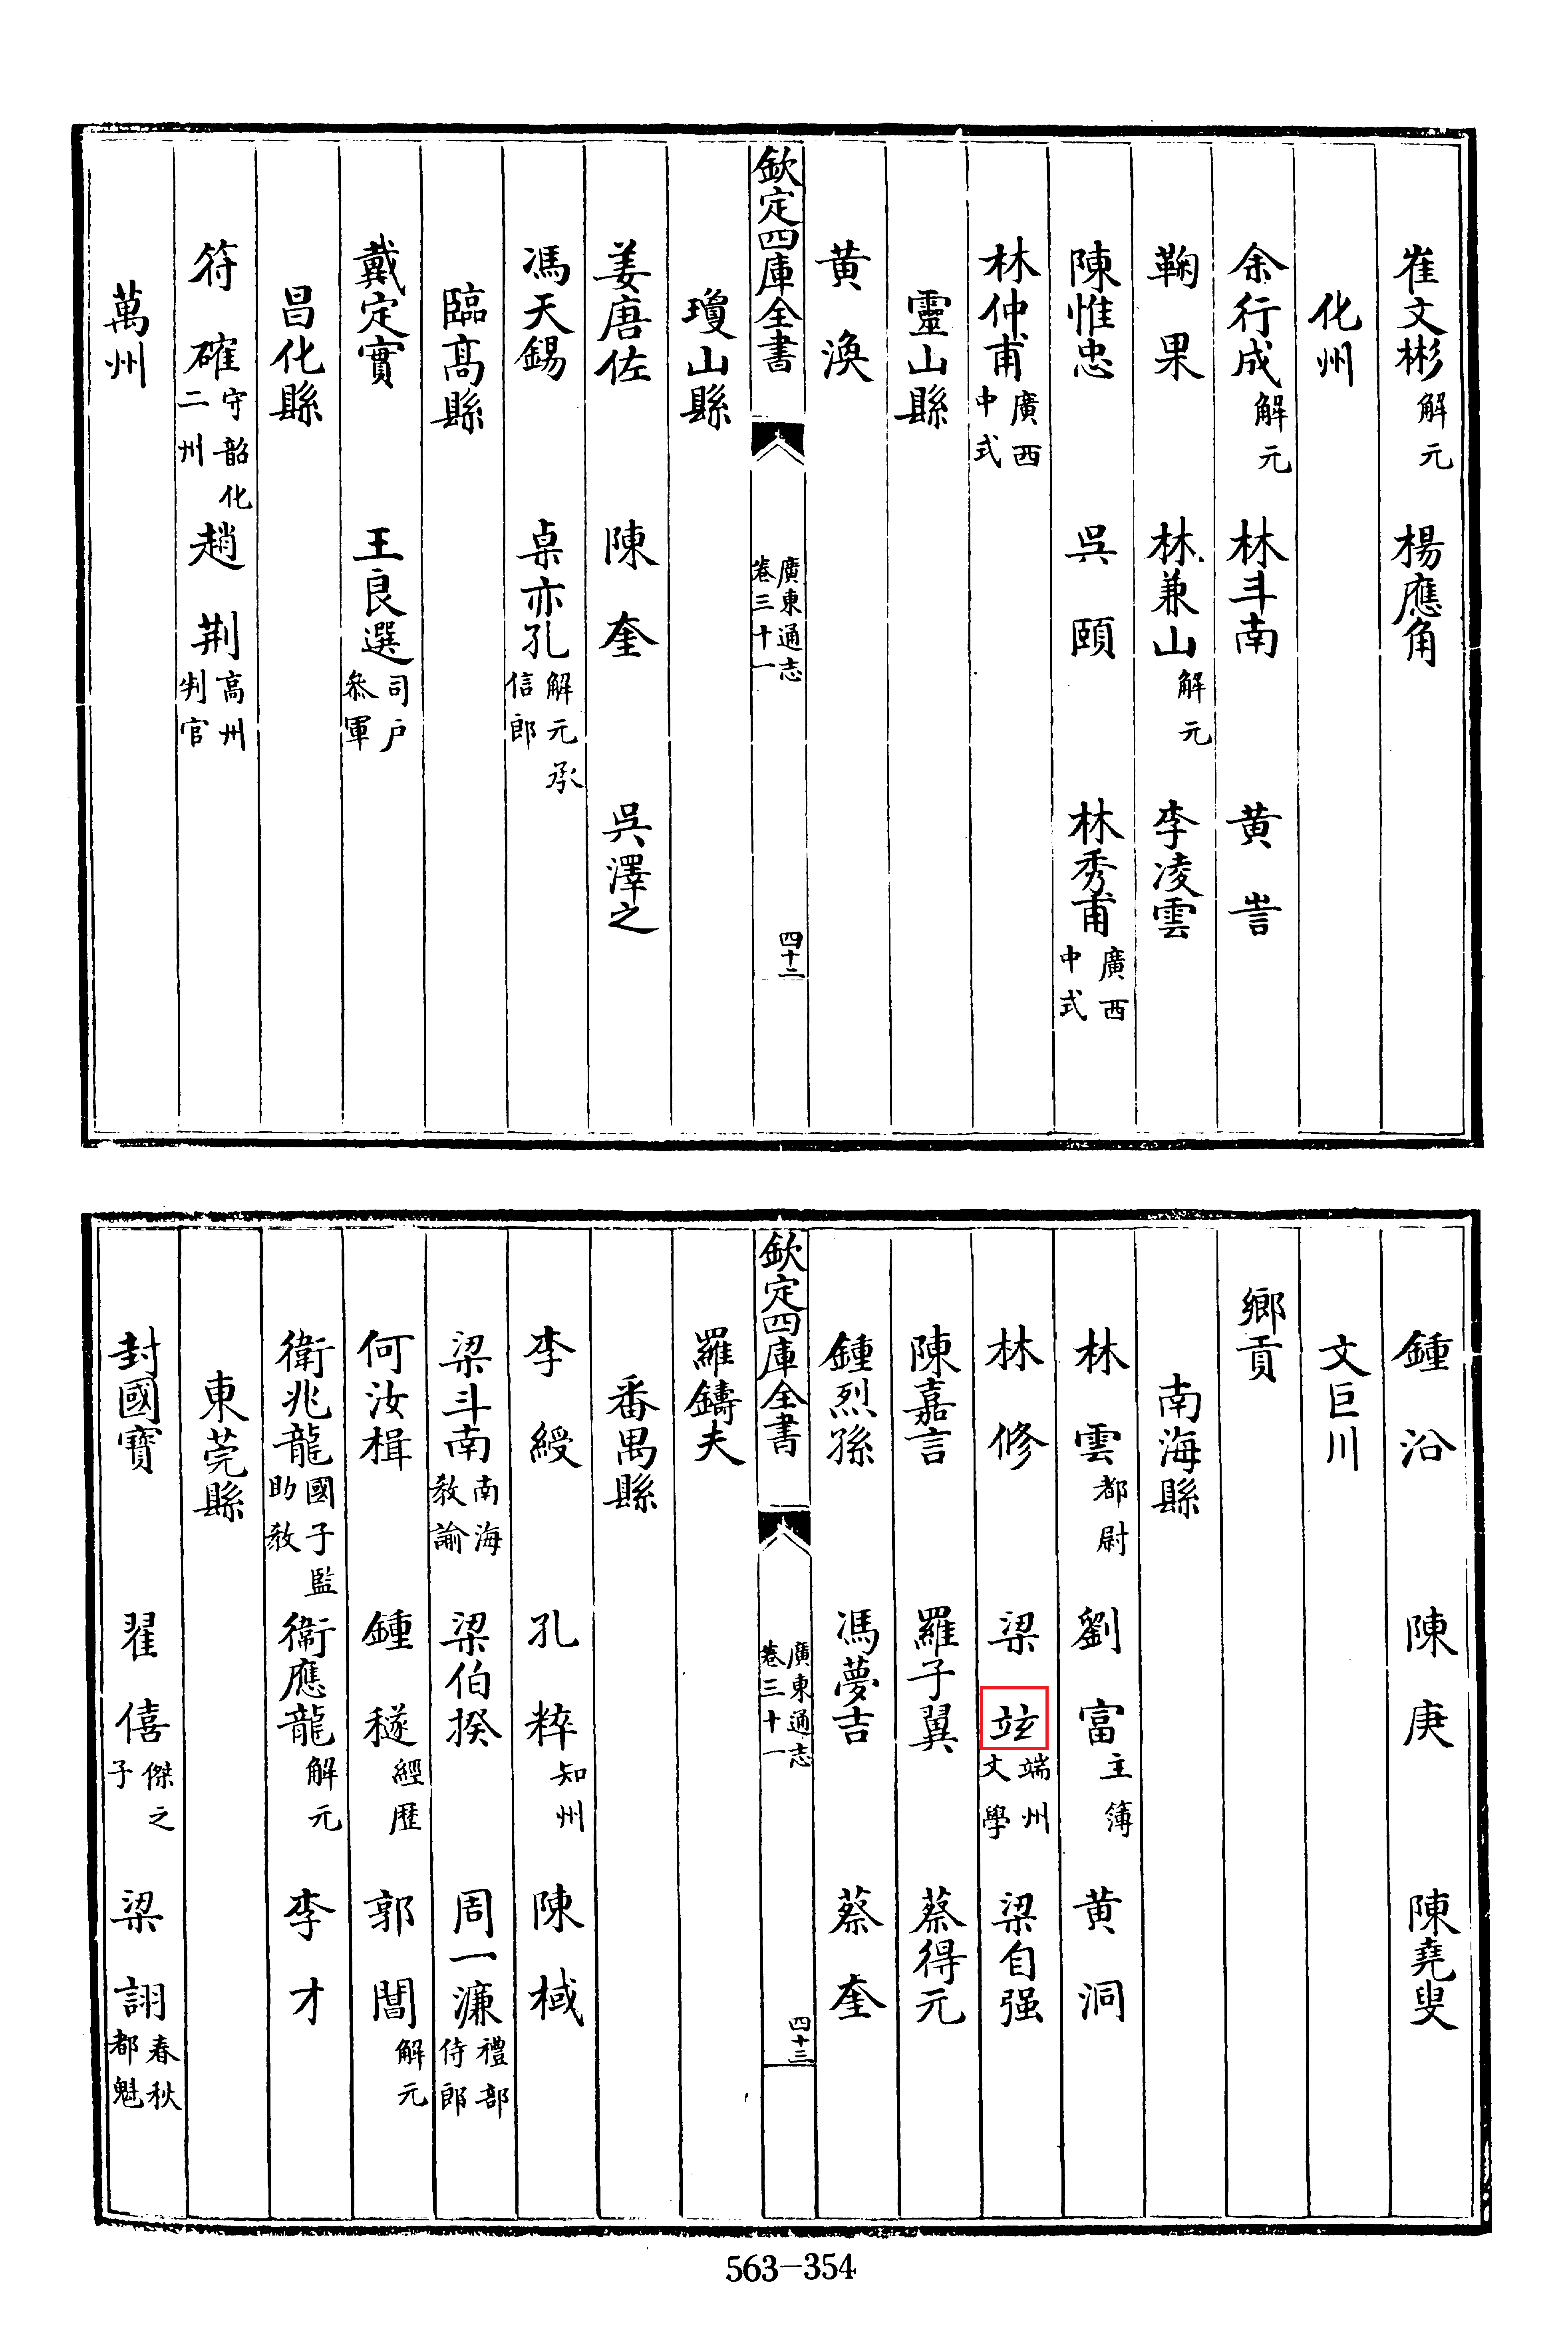 崔文彬解元 楊應角
化州
余行成解元 林斗南 黃訔
鞠果 林兼山解元 李凌雲
陳惟忠 吳頤 林秀甫廣西中式
林仲甫廣西中式
靈山縣
黃渙
欽定四庫全書 廣東通志卷三十一 四十二
瓊山縣
姜唐佐 陳奎 吳澤之
馮天錫 桌亦孔解元承信郎
臨高縣
戴定實 王良選司戶參軍
昌化縣
符確守韶化二州 趙荆高州判官
萬州
鍾沿 陳庚 陳堯叟
文巨川
鄉貢
南海縣
林雲都尉 劉富主簿 黃洞
林修 梁端州文學 梁自强
陳嘉言 羅子翼 蔡得元
鍾烈孫 馮夢吉 蔡奎
欽定四庫全書 廣東通志卷三十一 四十三
羅鑄夫
番禺縣
李綬 孔粹知州 陳棫
梁斗南南海教諭 梁伯揆 周一濂禮部侍郎
何汝楫 鍾穟經歷 郭閶解元
衛兆龍國子監助教 衞應龍解元 李才
東莞縣
封國寶 翟僖傑之子 梁詡春秋都魁
563-354